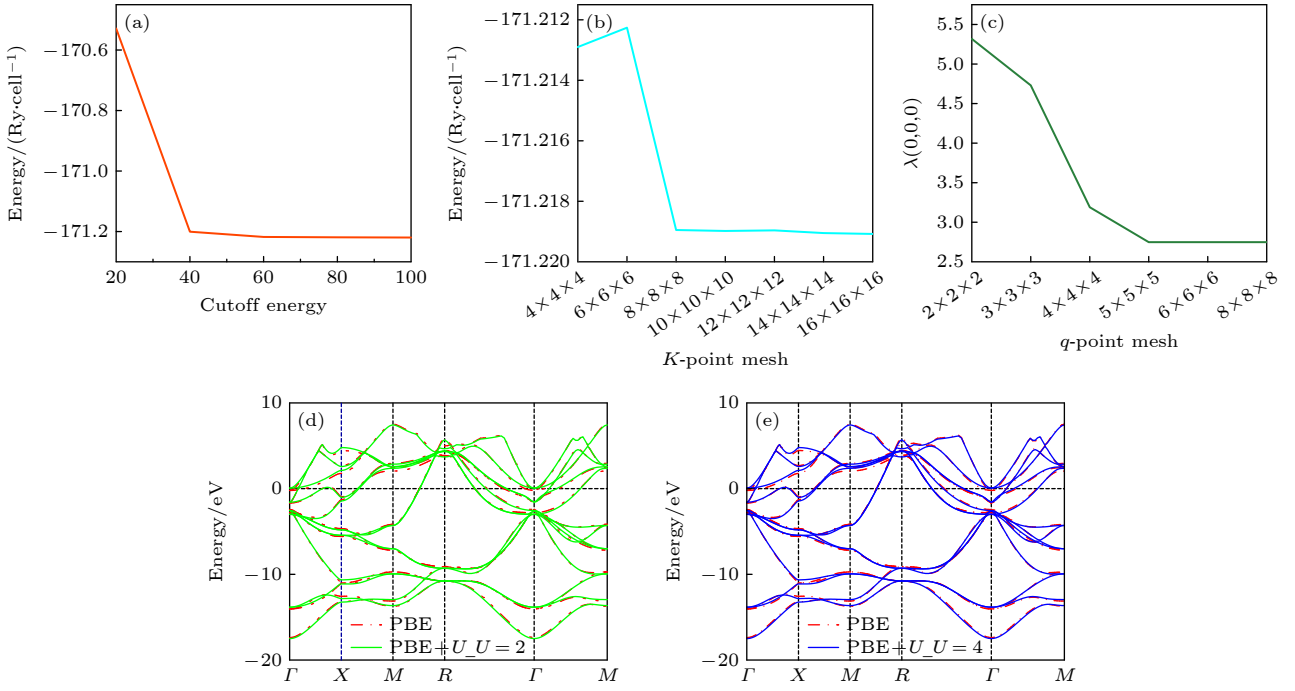 (a)
Energy/(Ry·cell⁻¹)
−170.6
−170.8
−171.0
−171.2
20 40 60 80 100
Cutoff energy
(b)
Energy/(Ry·cell⁻¹)
−171.212
−171.214
−171.216
−171.218
−171.220
4×4×4 6×6×6 8×8×8 10×10×10 12×12×12 14×14×14 16×16×16
K-point mesh
(c)
λ(0,0,0)
5.5
5.0
4.5
4.0
3.5
3.0
2.5
2×2×2 3×3×3 4×4×4 5×5×5 6×6×6 8×8×8
q-point mesh
(d)
Energy/eV
10
0
−10
−20
PBE
PBE+U_U=2
Γ X M R Γ M
(e)
Energy/eV
10
0
−10
−20
PBE
PBE+U_U=4
Γ X M R Γ M